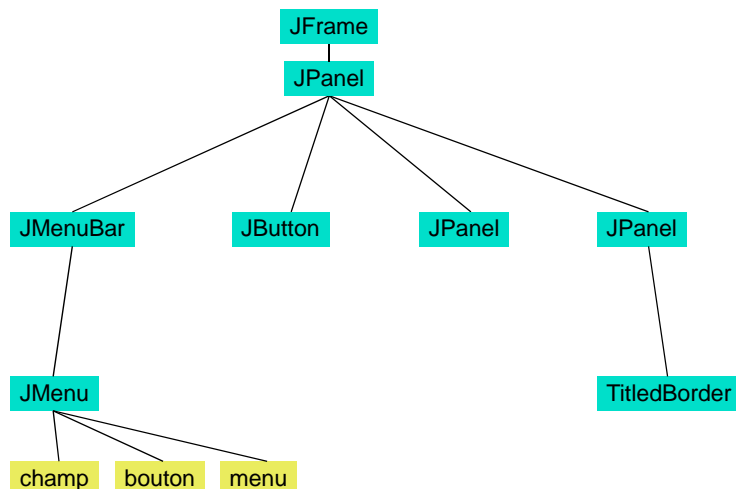 JFrame
JPanel
JMenuBar JButton JPanel JPanel
JMenu TitledBorder
champ bouton menu